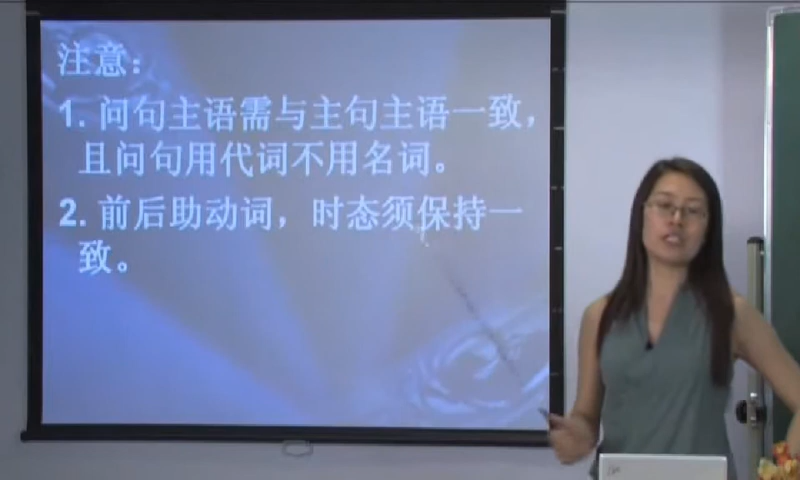 注意：
1. 问句主语需与主句主语一致，
且问句用代词不用名词。
2. 前后助动词，时态须保持一
致。